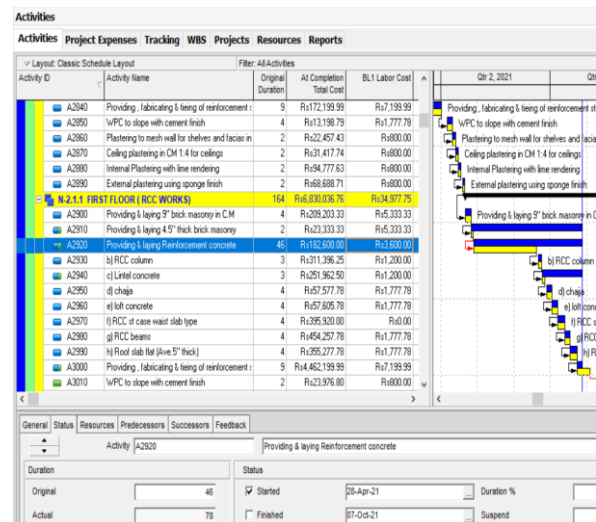 Activities
Activities Project Expenses Tracking WBS Projects Resources Reports
Layout: Classic Schedule Layout Filter: All Activities
Activity ID Activity Name Original Duration At Completion Total Cost BL1 Labor Cost Qtr 2, 2021 Qtr
A2840 Providing , fabicating & tieing of reinforcement s 9 Rs172,199.99 Rs7,199.99 Providing , fabicating & tieing of reinforcement st
A2850 WPC to slope with cement finish 4 Rs13,198.79 Rs1,777.78 WPC to slope with cement finish
A2860 Plastering to mesh wall for shelves and facias in 2 Rs22,457.43 Rs800.00 Plastering to mesh wall for shelves and facia
A2870 Ceiling plastering in CM 1:4 for ceilings 2 Rs31,417.74 Rs800.00 Ceiling plastering in CM 1:4 for ceilings
A2880 Internal Plastering with lime rendering 2 Rs94,777.63 Rs800.00 Internal Plastering with lime rendering
A2890 External plastering using sponge finish 2 Rs68,688.71 Rs800.00 External plastering using sponge finish
N-2.1.1 FIRST FLOOR ( RCC WORKS) 164 Rs6,830,036.76 Rs34,977.75
A2900 Providing & laying 9" brick masonry in C.M 4 Rs209,203.33 Rs5,333.33 Providing & laying 9" brick masonry in C.M
A2910 Providing & laying 4.5" thick brick masonry 2 Rs23,333.33 Rs5,333.33
A2920 Providing & laying Reinforcement concrete 46 Rs182,600.00 Rs3,600.00
A2930 b) RCC column 3 Rs311,396.25 Rs1,200.00 b) RCC column
A2940 c) Lintel concrete 3 Rs251,962.50 Rs1,200.00
A2950 d) chajja 4 Rs57,577.78 Rs1,777.78 d) chajja
A2960 e) loft concrete 4 Rs57,605.78 Rs1,777.78 e) loft conc
A2970 f) RCC st case waist slab type 4 Rs395,920.00 Rs0.00 f) RCC s
A2980 g) RCC beams 4 Rs454,257.78 Rs1,777.78 g) RCC
A2990 h) Roof slab flat (Ave.5" thick) 4 Rs355,277.78 Rs1,777.78 h) R
A3000 Providing , fabicating & tieing of reinforcement s 9 Rs4,462,199.99 Rs7,199.99
A3010 WPC to slope with cement finish 2 Rs23,976.80 Rs800.00
General Status Resources Predecessors Successors Feedback
Activity A2920 Providing & laying Reinforcement concrete
Duration Status
Original 46 Started 28-Apr-21 ... Duration %
Actual 78 Finished 07-Oct-21 ... Suspend